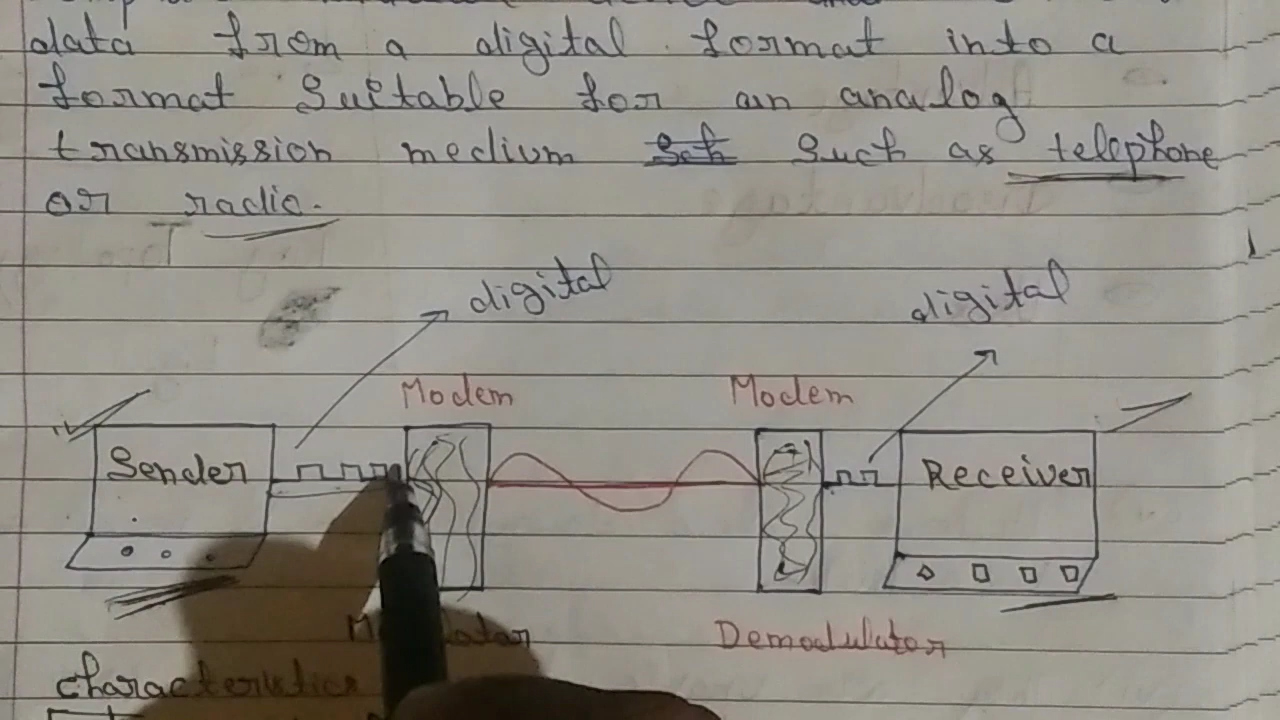 data from a digital format into a
format Suitable for an analog
transmission medium such as telephone
or radio.
digital
digital
Modem
Modem
Sender
Receiver
Demodulator
characteristics